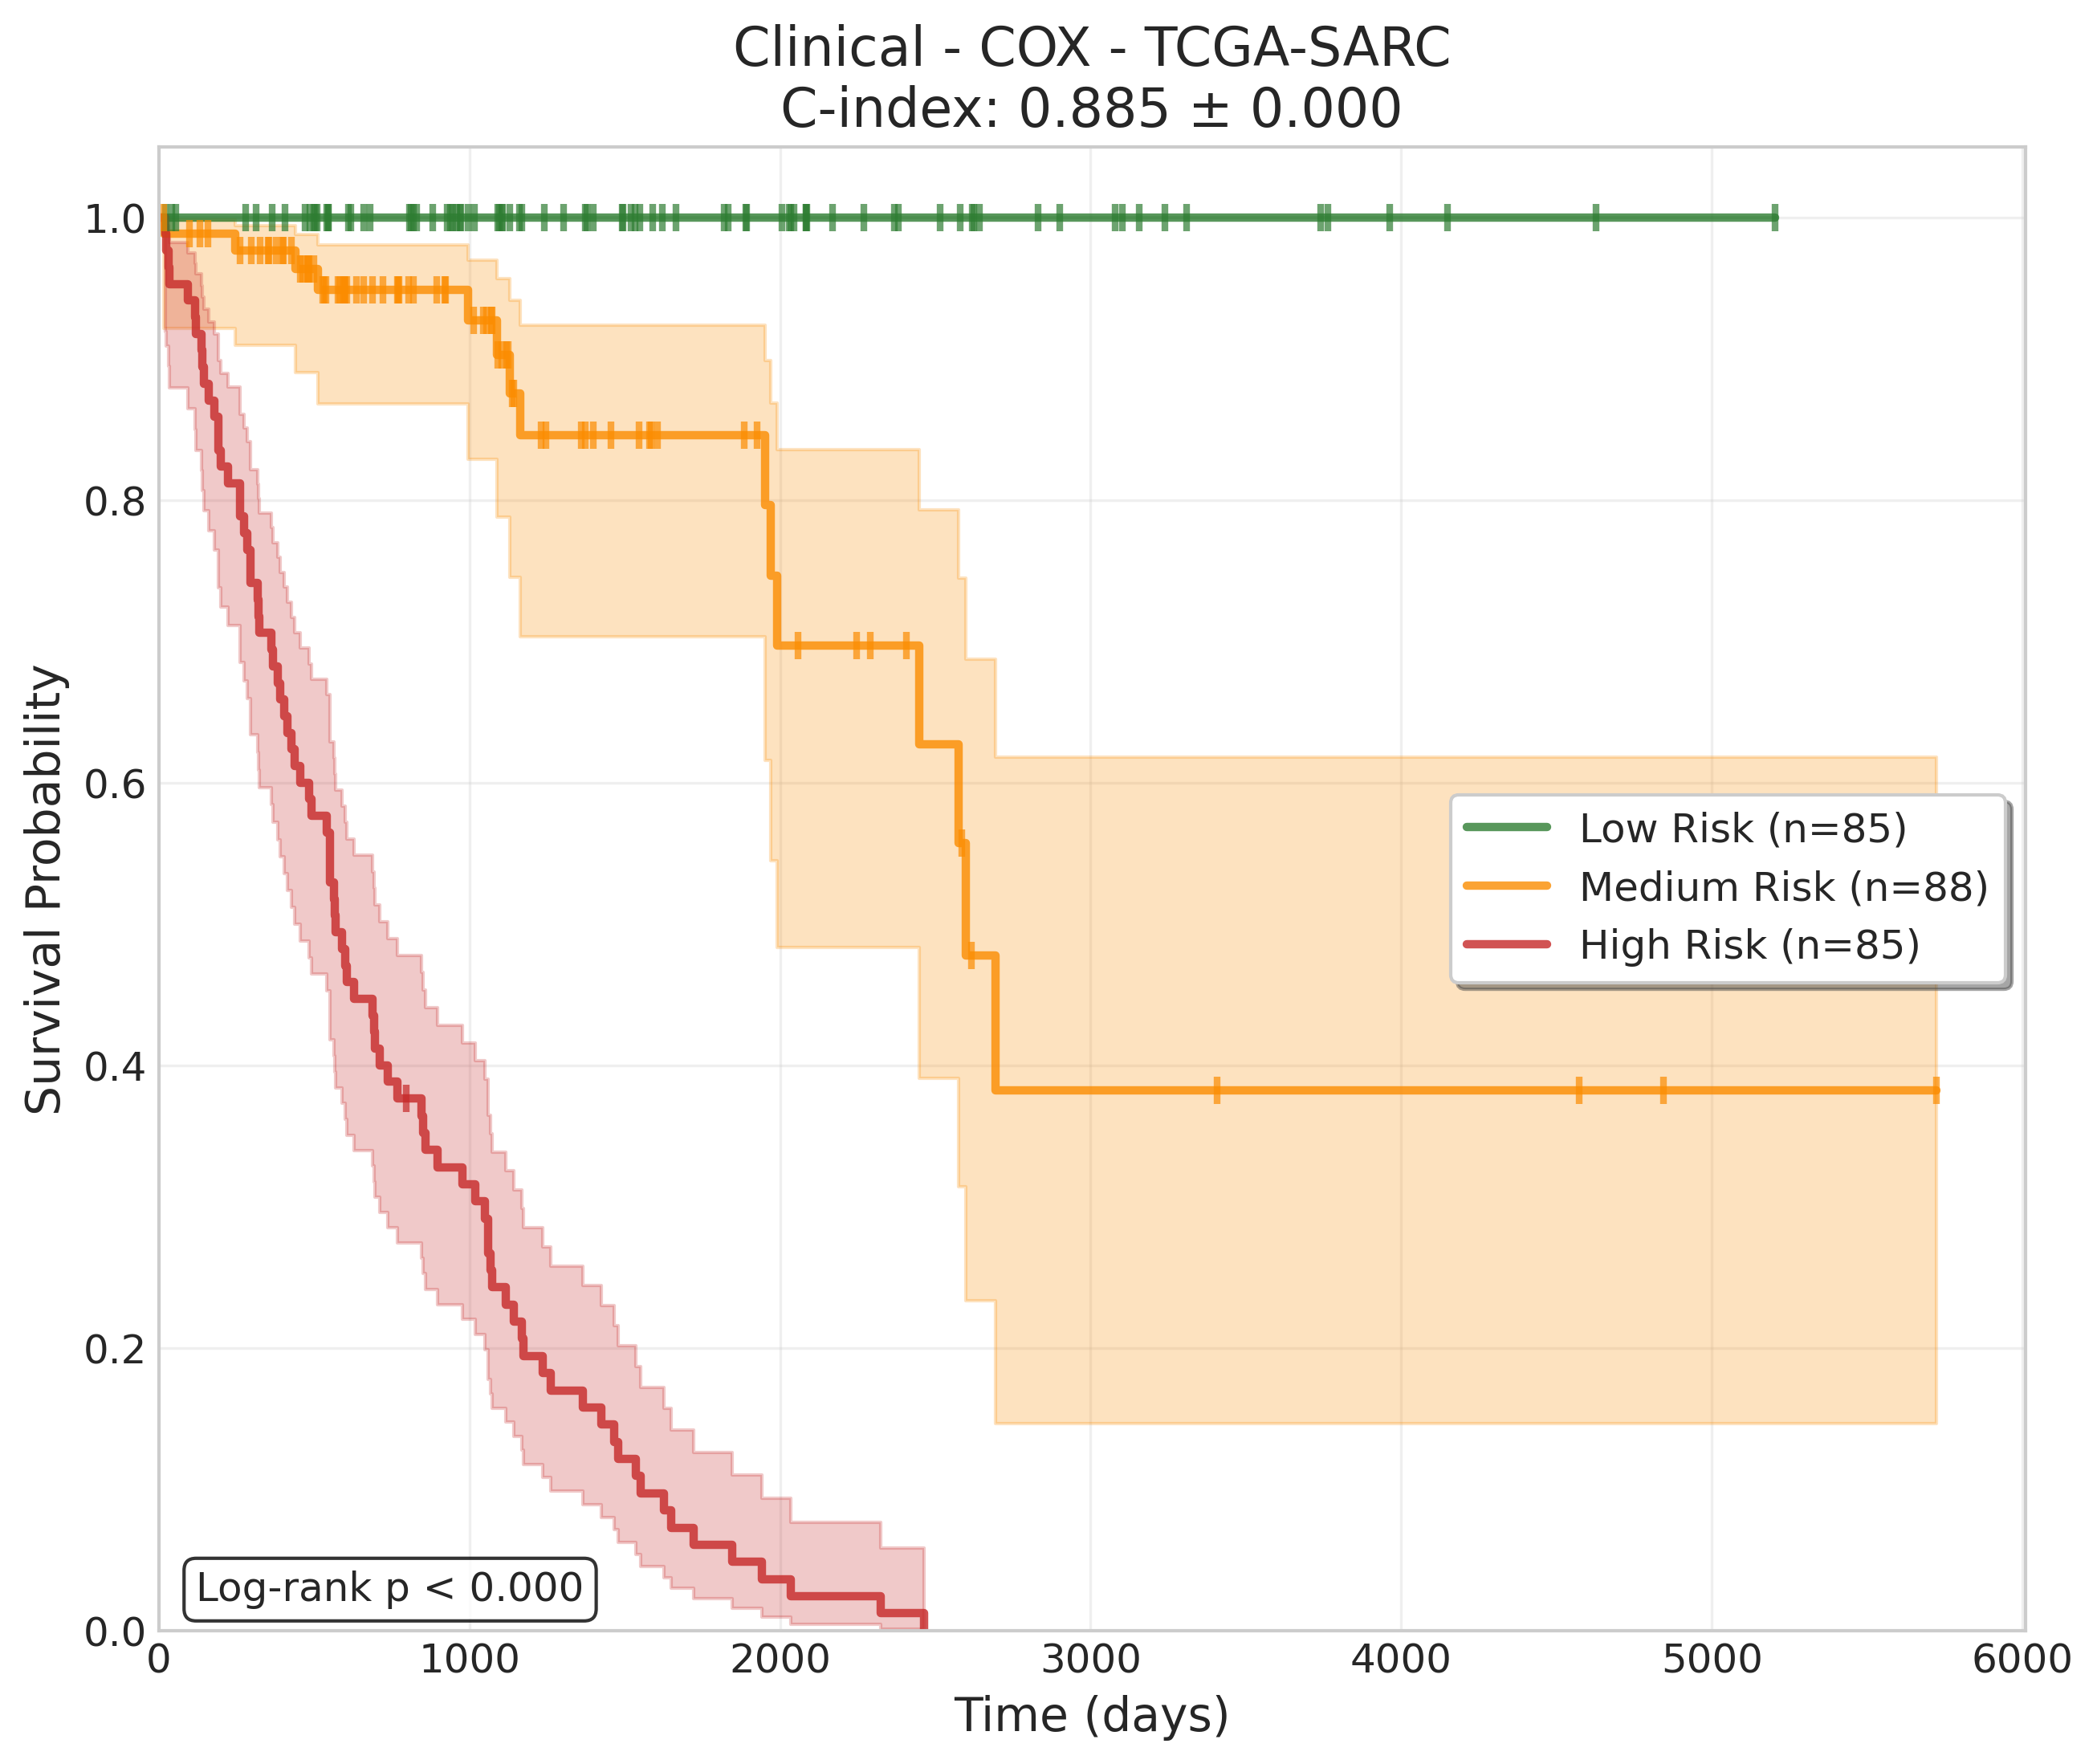 Clinical - COX - TCGA-SARC
C-index: 0.885 ± 0.000
Survival Probability
1.0
0.8
0.6
0.4
0.2
0.0
Low Risk (n=85)
Medium Risk (n=88)
High Risk (n=85)
Log-rank p < 0.000
0 1000 2000 3000 4000 5000 6000
Time (days)